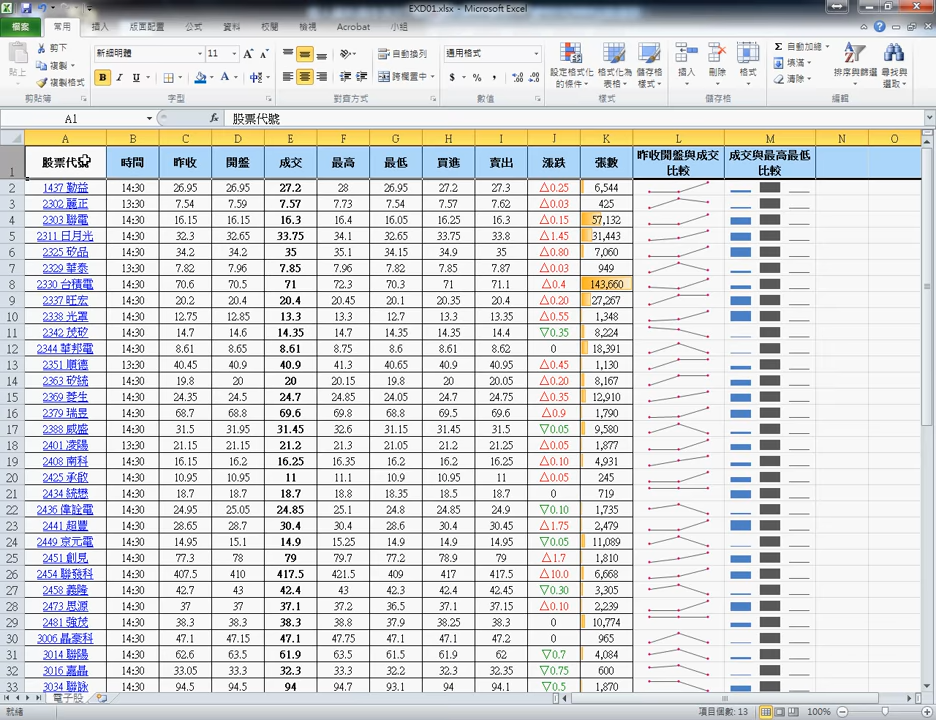 EXD01.xlsx - Microsoft Excel
檔案 常用 插入 版面配置 公式 資料 校閱 檢視 Acrobat 小組
貼上 剪下 複製 複製格式 剪貼簿
新細明體 11 B I U 字型
自動換列 跨欄置中 對齊方式
通用格式 $ % , 數值
設定格式化的條件 格式化為表格 儲存格樣式 樣式
插入 刪除 格式 儲存格
Σ 自動加總 填滿 清除 排序與篩選 尋找與選取 編輯
A1 fx 股票代號
A B C D E F G H I J K L M N O
1 股票代號 時間 昨收 開盤 成交 最高 最低 買進 賣出 漲跌 張數 昨收開盤與成交比較 成交與最高最低比較
2 1437 勤益 14:30 26.95 26.95 27.2 28 26.95 27.2 27.3 △0.25 6,544
3 2302 麗正 13:30 7.54 7.59 7.57 7.73 7.54 7.57 7.62 △0.03 425
4 2303 聯電 14:30 16.15 16.15 16.3 16.4 16.05 16.25 16.3 △0.15 57,132
5 2311 日月光 14:30 32.3 32.65 33.75 34.1 32.65 33.75 33.8 △1.45 31,443
6 2325 矽品 14:30 34.2 34.2 35 35.1 34.15 34.9 35 △0.80 7,060
7 2329 華泰 13:30 7.82 7.96 7.85 7.96 7.82 7.85 7.87 △0.03 949
8 2330 台積電 14:30 70.6 70.5 71 72.3 70.3 71 71.1 △0.4 143,660
9 2337 旺宏 14:30 20.2 20.4 20.4 20.45 20.1 20.35 20.4 △0.20 27,267
10 2338 光罩 14:30 12.75 12.85 13.3 13.3 12.7 13.3 13.35 △0.55 1,348
11 2342 茂矽 14:30 14.7 14.6 14.35 14.7 14.35 14.35 14.4 ▽0.35 8,224
12 2344 華邦電 14:30 8.61 8.65 8.61 8.75 8.6 8.61 8.62 0 18,391
13 2351 順德 13:30 40.45 40.9 40.9 41.3 40.65 40.9 40.95 △0.45 1,130
14 2363 矽統 14:30 19.8 20 20 20.15 19.8 20 20.05 △0.20 8,167
15 2369 菱生 14:30 24.35 24.5 24.7 24.85 24.05 24.7 24.75 △0.35 12,910
16 2379 瑞昱 14:30 68.7 68.8 69.6 69.8 68.8 69.5 69.6 △0.9 1,790
17 2388 威盛 14:30 31.5 31.95 31.45 32.6 31.15 31.45 31.5 ▽0.05 9,580
18 2401 凌陽 13:30 21.15 21.15 21.2 21.3 21.05 21.2 21.25 △0.05 1,877
19 2408 南科 14:30 16.15 16.2 16.25 16.35 16.2 16.2 16.25 △0.10 4,931
20 2425 承啟 14:30 10.95 10.95 11 11.1 10.9 10.95 11 △0.05 245
21 2434 統懋 14:30 18.7 18.7 18.7 18.8 18.35 18.5 18.7 0 719
22 2436 偉詮電 14:30 24.95 25.05 24.85 25.1 24.8 24.85 24.9 ▽0.10 1,735
23 2441 超豐 14:30 28.65 28.7 30.4 30.4 28.6 30.4 30.45 △1.75 2,479
24 2449 京元電 14:30 14.95 15.1 14.9 15.25 14.9 14.9 14.95 ▽0.05 11,089
25 2451 創見 14:30 77.3 78 79 79.7 77.2 78.9 79 △1.7 1,810
26 2454 聯發科 14:30 407.5 410 417.5 421.5 409 417 417.5 △10.0 6,668
27 2458 義隆 14:30 42.7 43 42.4 43 42.3 42.4 42.45 ▽0.30 3,305
28 2473 思源 14:30 37 37 37.1 37.2 36.5 37.1 37.15 △0.10 2,239
29 2481 強茂 14:30 38.3 38.3 38.3 38.8 37.9 38.25 38.3 0 10,774
30 3006 晶豪科 14:30 47.1 47.15 47.1 47.75 47.1 47.1 47.2 0 965
31 3014 聯陽 14:30 62.6 63.5 61.9 63.5 61.5 61.9 62 ▽0.7 4,084
32 3016 嘉晶 14:30 33.05 33.3 32.3 33.3 32.2 32.3 32.35 ▽0.75 600
33 3034 聯詠 14:30 94.5 94.5 94 94.7 93.1 94 94.1 ▽0.5 1,870
電子股
就緒 項目個數: 13 100%